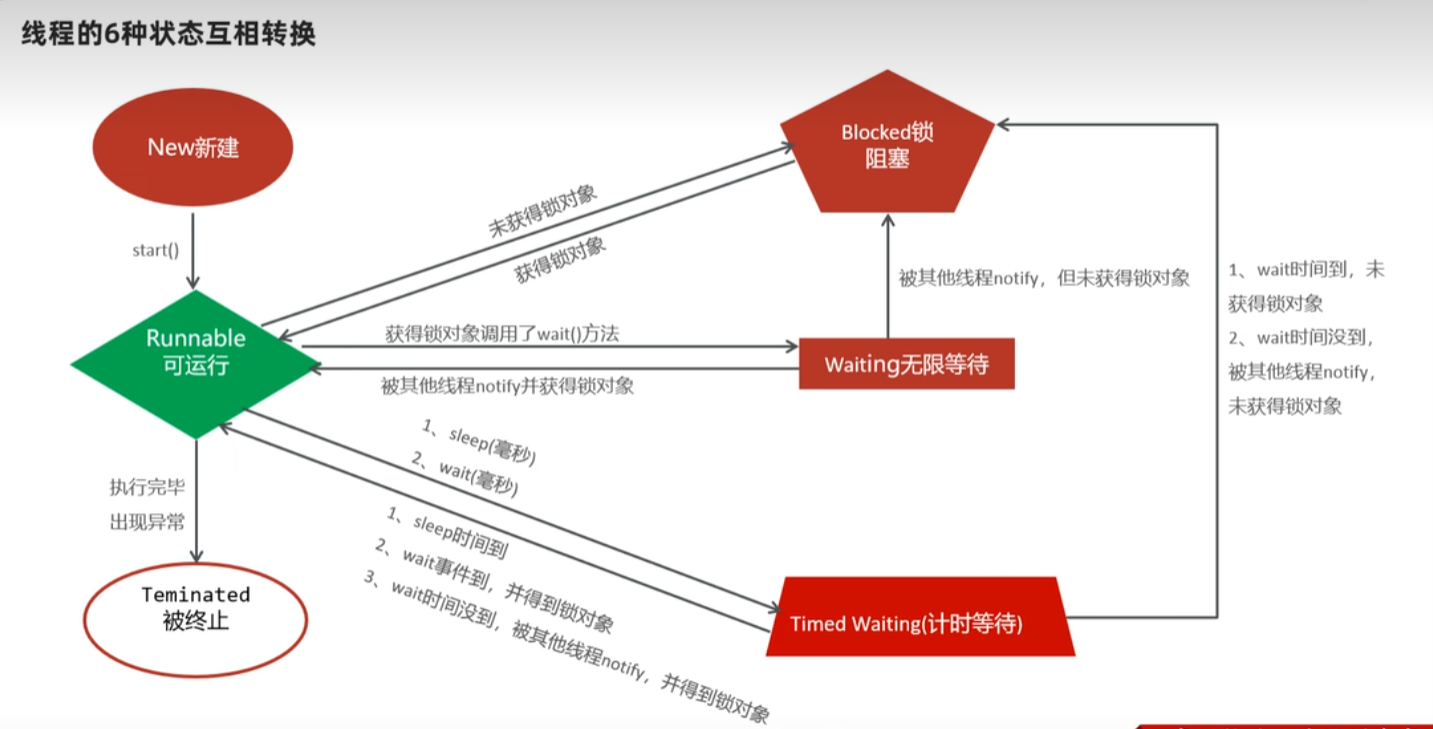 线程的6种状态互相转换
New新建
start()
Runnable
可运行
执行完毕
出现异常
Teminated
被终止
未获得锁对象
获得锁对象
获得锁对象调用了wait()方法
被其他线程notify并获得锁对象
1、sleep(毫秒)
2、wait(毫秒)
1、sleep时间到
2、wait事件到，并得到锁对象
3、wait时间没到，被其他线程notify，并得到锁对象
Blocked锁
阻塞
被其他线程notify，但未获得锁对象
Waiting无限等待
Timed Waiting(计时等待)
1、wait时间到，未
获得锁对象
2、wait时间没到，
被其他线程notify，
未获得锁对象